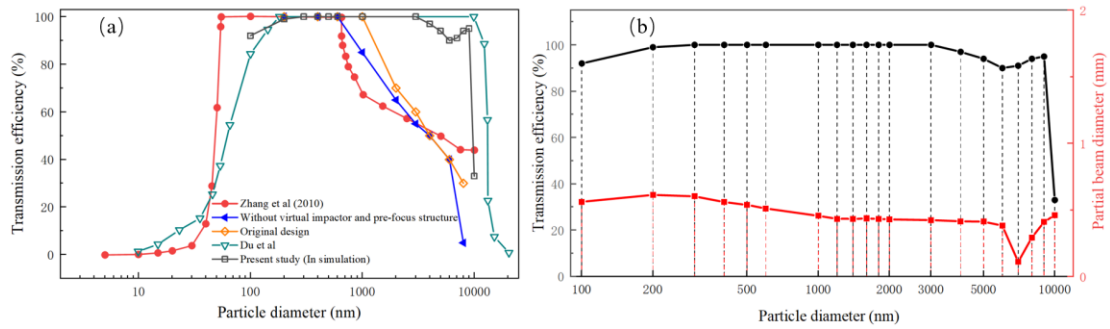 (a)
Transmission efficiency (%)
100
80
60
40
20
0
Zhang et al (2010)
Without virtual impactor and pre-focus structure
Original design
Du et al
Present study (In simulation)
10
100
1000
10000
Particle diameter (nm)
(b)
Transmission efficiency (%)
100
80
60
40
20
0
2
1
0
Partial beam diameter (mm)
100
200
300
500
1000
2000
3000
5000
10000
Particle diameter (nm)